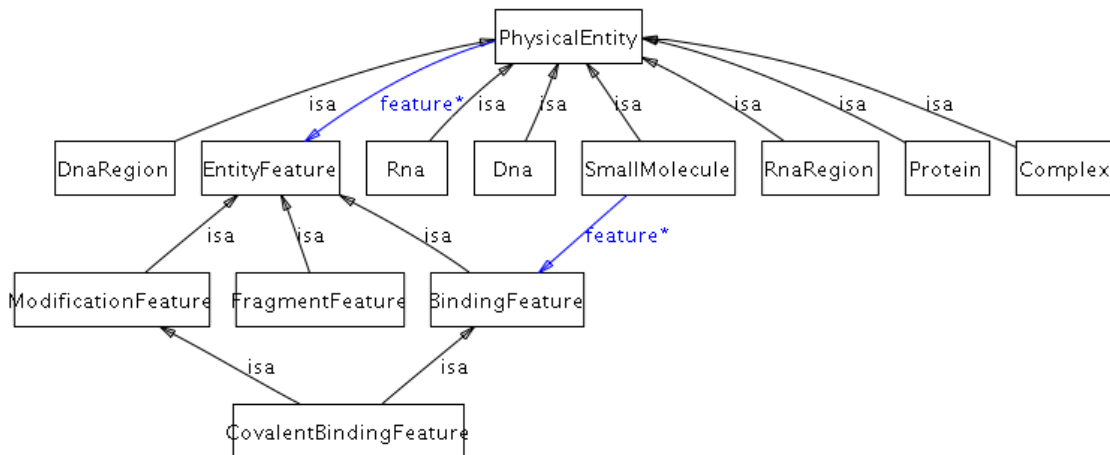 PhysicalEntity
isa feature* isa isa isa isa isa isa
DnaRegion EntityFeature Rna Dna SmallMolecule RnaRegion Protein Complex
isa isa isa feature*
ModificationFeature FragmentFeature BindingFeature
isa isa
CovalentBindingFeature